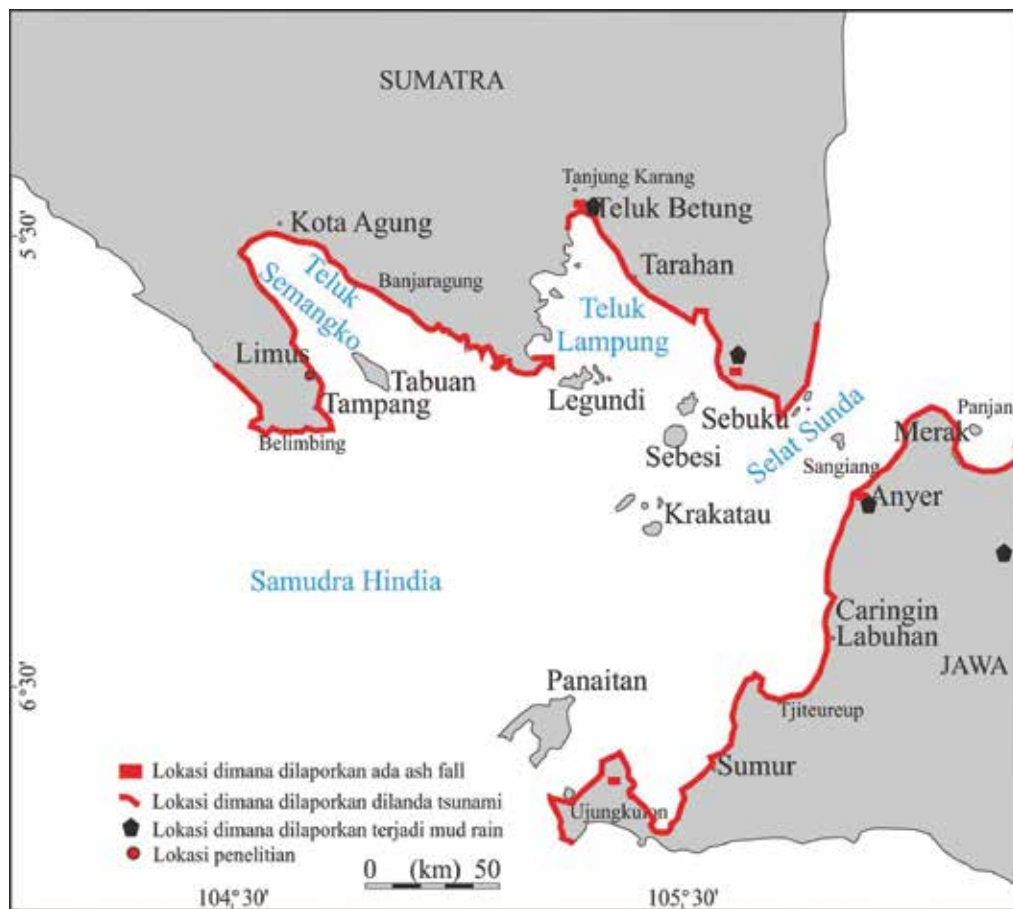 SUMATRA
Tanjung Karang
Teluk Betung
Kota Agung
5°30'
Teluk
Semangko
Banjaragung
Tarahan
Teluk
Lampung
Limus
Tabuan
Tampang
Legundi
Belimbing
Sebuku
Sebesi
Selat Sunda
Sangiang
Merak
Panjan
Anyer
Krakatau
Samudra Hindia
Caringin
Labuhan
JAWA
6°30'
Panaitan
Tjiteureup
Sumur
Ujungkulon
Lokasi dimana dilaporkan ada ash fall
Lokasi dimana dilaporkan dilanda tsunami
Lokasi dimana dilaporkan terjadi mud rain
Lokasi penelitian
0 (km) 50
104°30'
105°30'